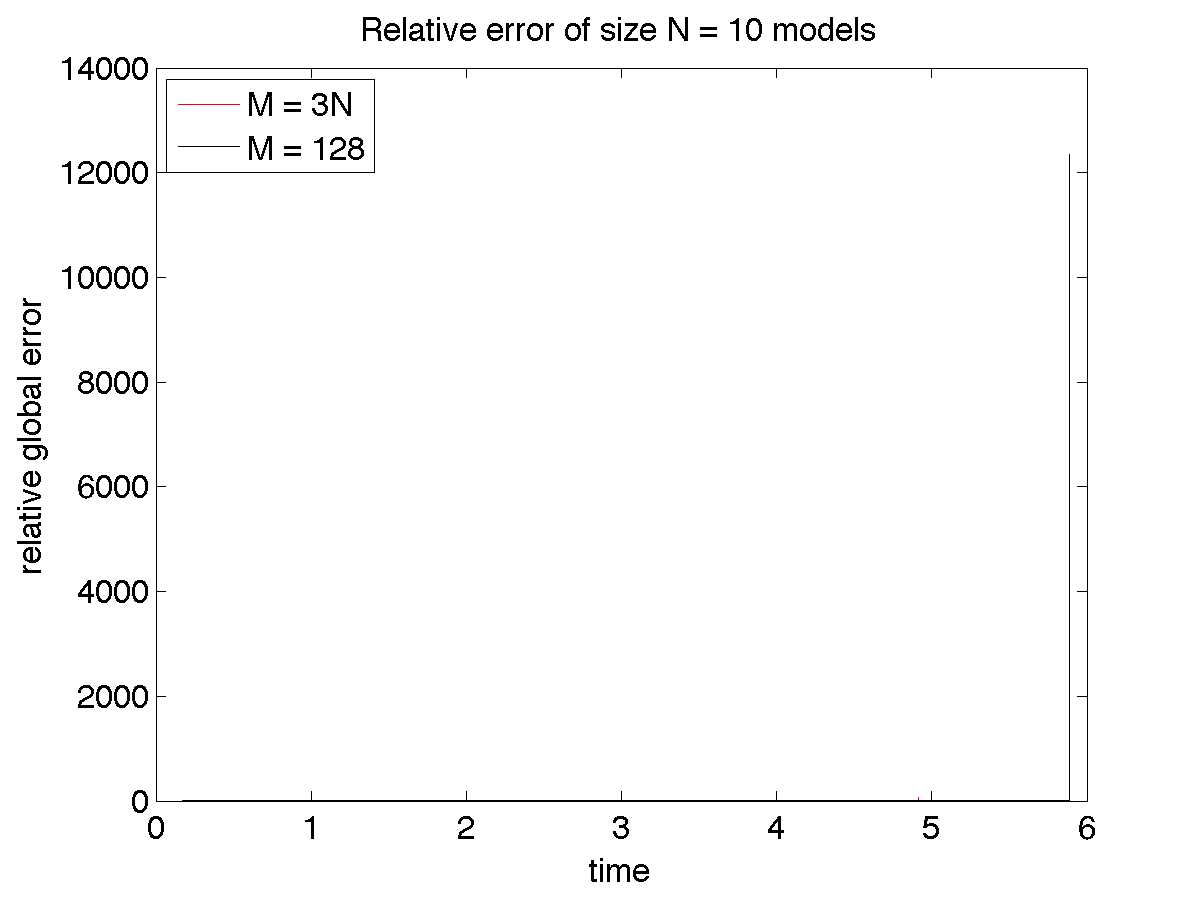 Relative error of size N = 10 models
M = 3N
M = 128
14000
12000
10000
8000
6000
4000
2000
0
relative global error
0 1 2 3 4 5 6
time